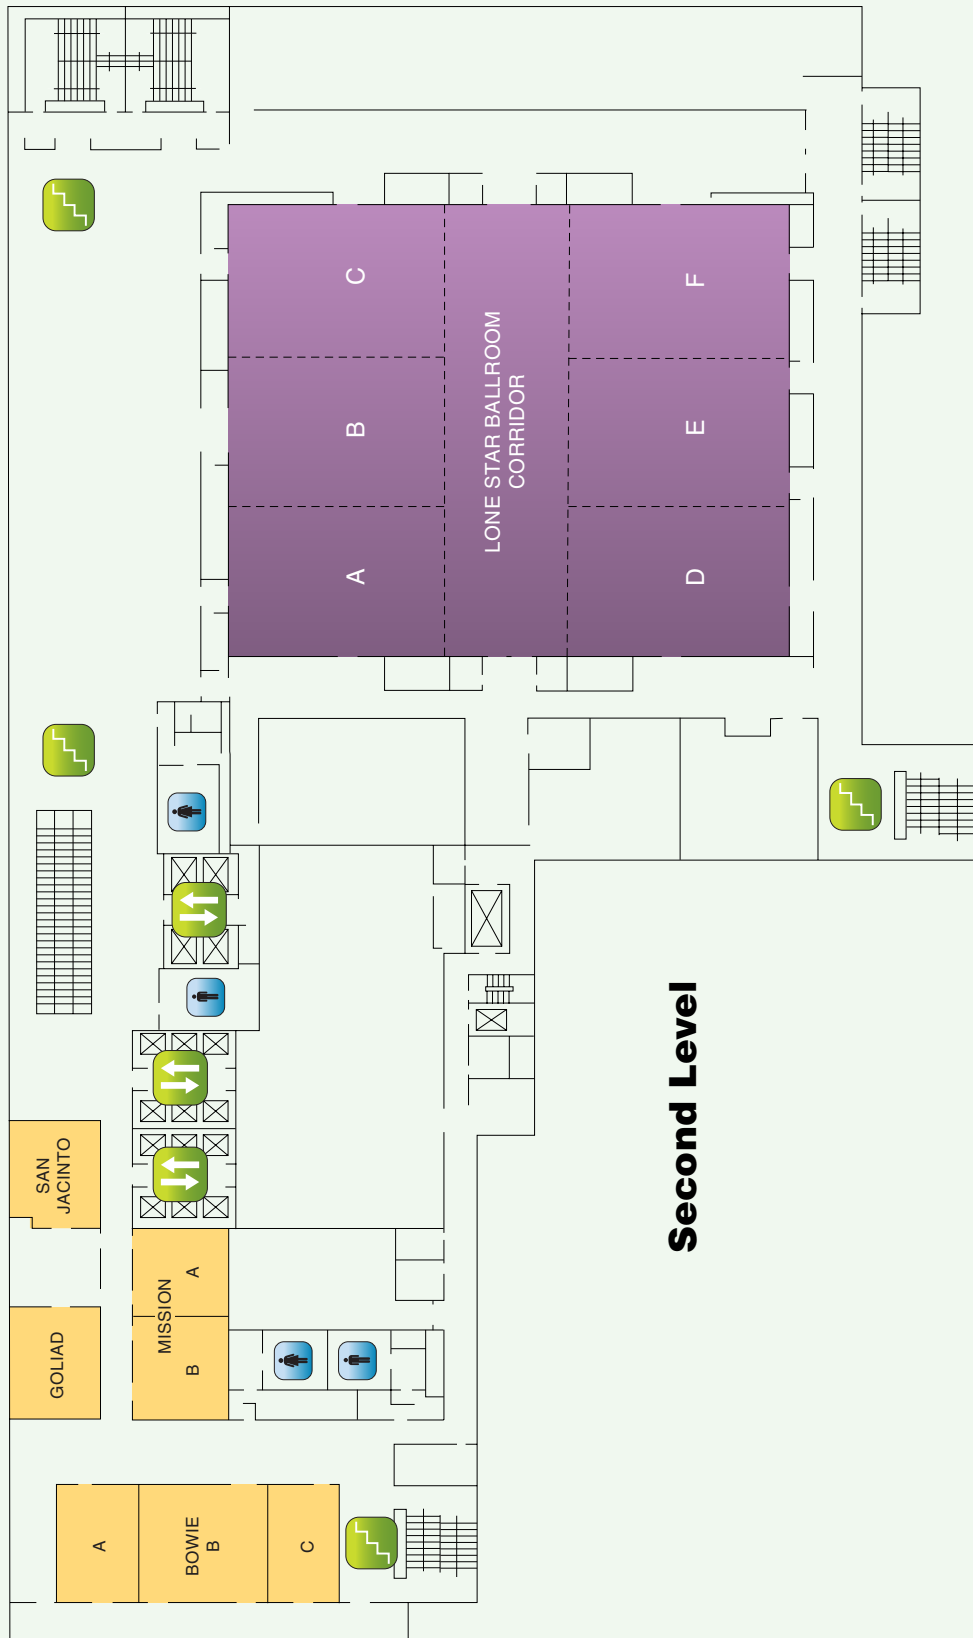 A
BOWIE
B
C
GOLIAD
SAN
JACINTO
MISSION
B
A
A
B
C
LONE STAR BALLROOM
CORRIDOR
D
E
F
Second Level